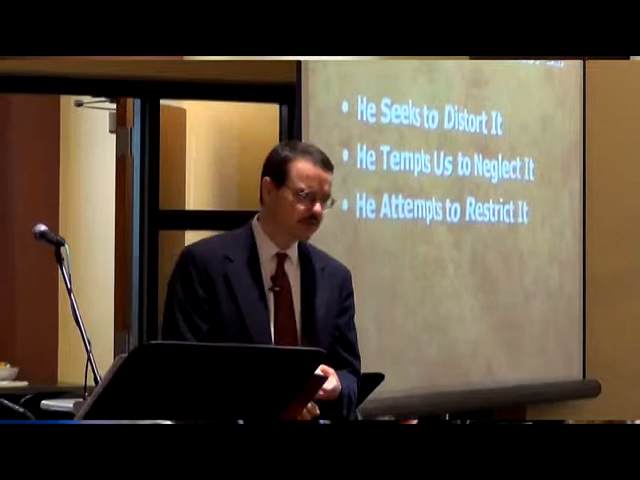 • He Seeks to Distort It
• He Tempts Us to Neglect It
• He Attempts to Restrict It